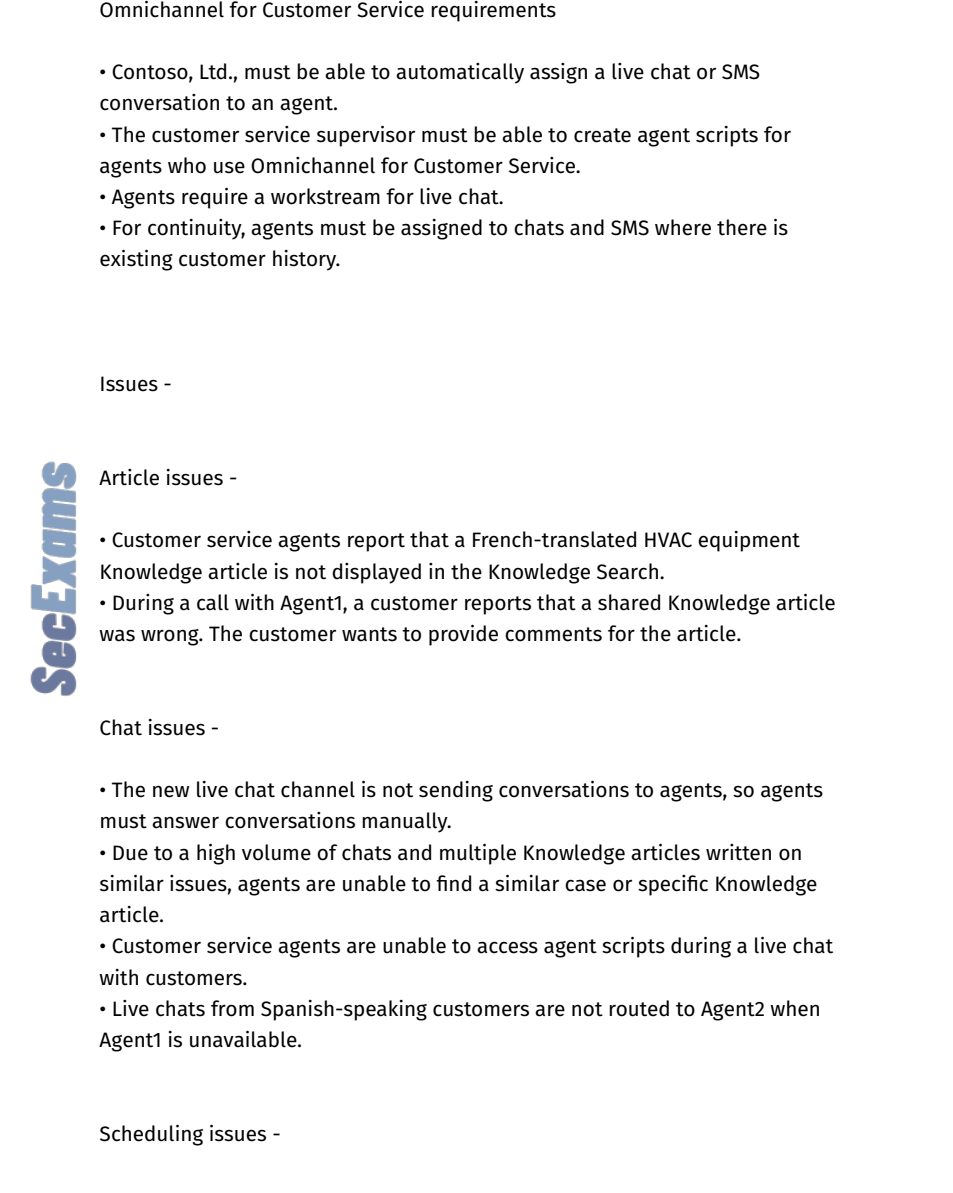 Omnichannel for Customer Service requirements
• Contoso, Ltd., must be able to automatically assign a live chat or SMS
conversation to an agent.
• The customer service supervisor must be able to create agent scripts for
agents who use Omnichannel for Customer Service.
• Agents require a workstream for live chat.
• For continuity, agents must be assigned to chats and SMS where there is
existing customer history.
Issues -
Article issues -
• Customer service agents report that a French-translated HVAC equipment
Knowledge article is not displayed in the Knowledge Search.
• During a call with Agent1, a customer reports that a shared Knowledge article
was wrong. The customer wants to provide comments for the article.
SecExams
Chat issues -
• The new live chat channel is not sending conversations to agents, so agents
must answer conversations manually.
• Due to a high volume of chats and multiple Knowledge articles written on
similar issues, agents are unable to find a similar case or specific Knowledge
article.
• Customer service agents are unable to access agent scripts during a live chat
with customers.
• Live chats from Spanish-speaking customers are not routed to Agent2 when
Agent1 is unavailable.
Scheduling issues -